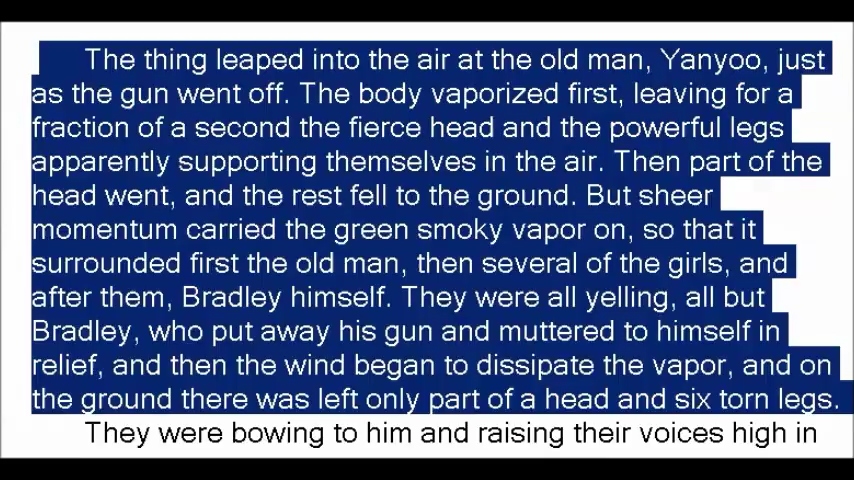 The thing leaped into the air at the old man, Yanyoo, just
as the gun went off. The body vaporized first, leaving for a
fraction of a second the fierce head and the powerful legs
apparently supporting themselves in the air. Then part of the
head went, and the rest fell to the ground. But sheer
momentum carried the green smoky vapor on, so that it
surrounded first the old man, then several of the girls, and
after them, Bradley himself. They were all yelling, all but
Bradley, who put away his gun and muttered to himself in
relief, and then the wind began to dissipate the vapor, and on
the ground there was left only part of a head and six torn legs.
They were bowing to him and raising their voices high in